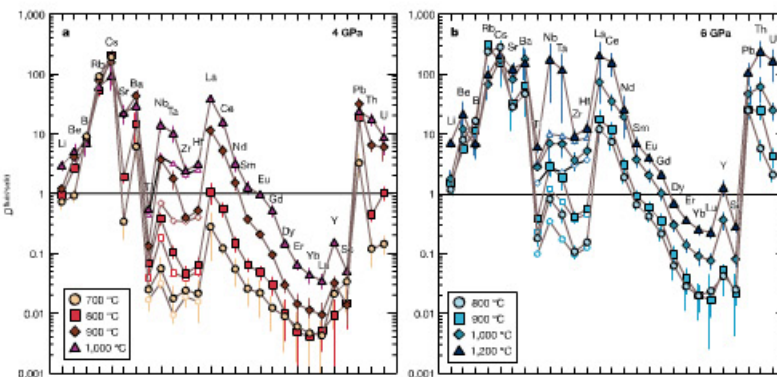 1,000
100
10
1
0.1
0.01
0.001
a
4 GPa
Li
Be
B
Rb
Cs
Sr
Ba
Nb
Ta
Zr
Hf
La
Ce
Nd
Sm
Eu
Gd
Dy
Er
Yb
Lu
Y
Sc
Pb
Th
U
700 °C
800 °C
900 °C
1,000 °C
1,000
100
10
1
0.1
0.01
0.001
b
6 GPa
Li
Be
B
Rb
Cs
Sr
Ba
Nb
Ta
Zr
Hf
La
Ce
Nd
Sm
Eu
Gd
Dy
Er
Yb
Lu
Y
Pb
Th
U
800 °C
900 °C
1,000 °C
1,200 °C